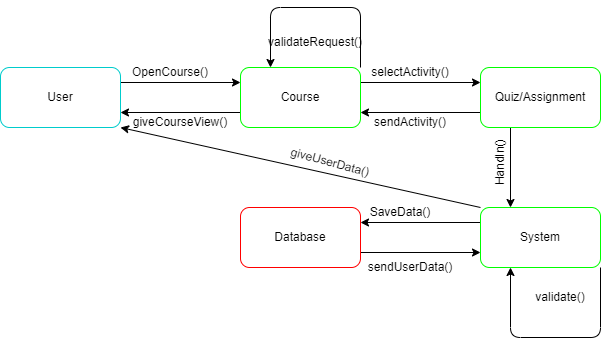 validateRequest()
OpenCourse()
selectActivity()
User
Course
Quiz/Assignment
giveCourseView()
sendActivity()
HandIn()
giveUserData()
SaveData()
Database
System
sendUserData()
validate()